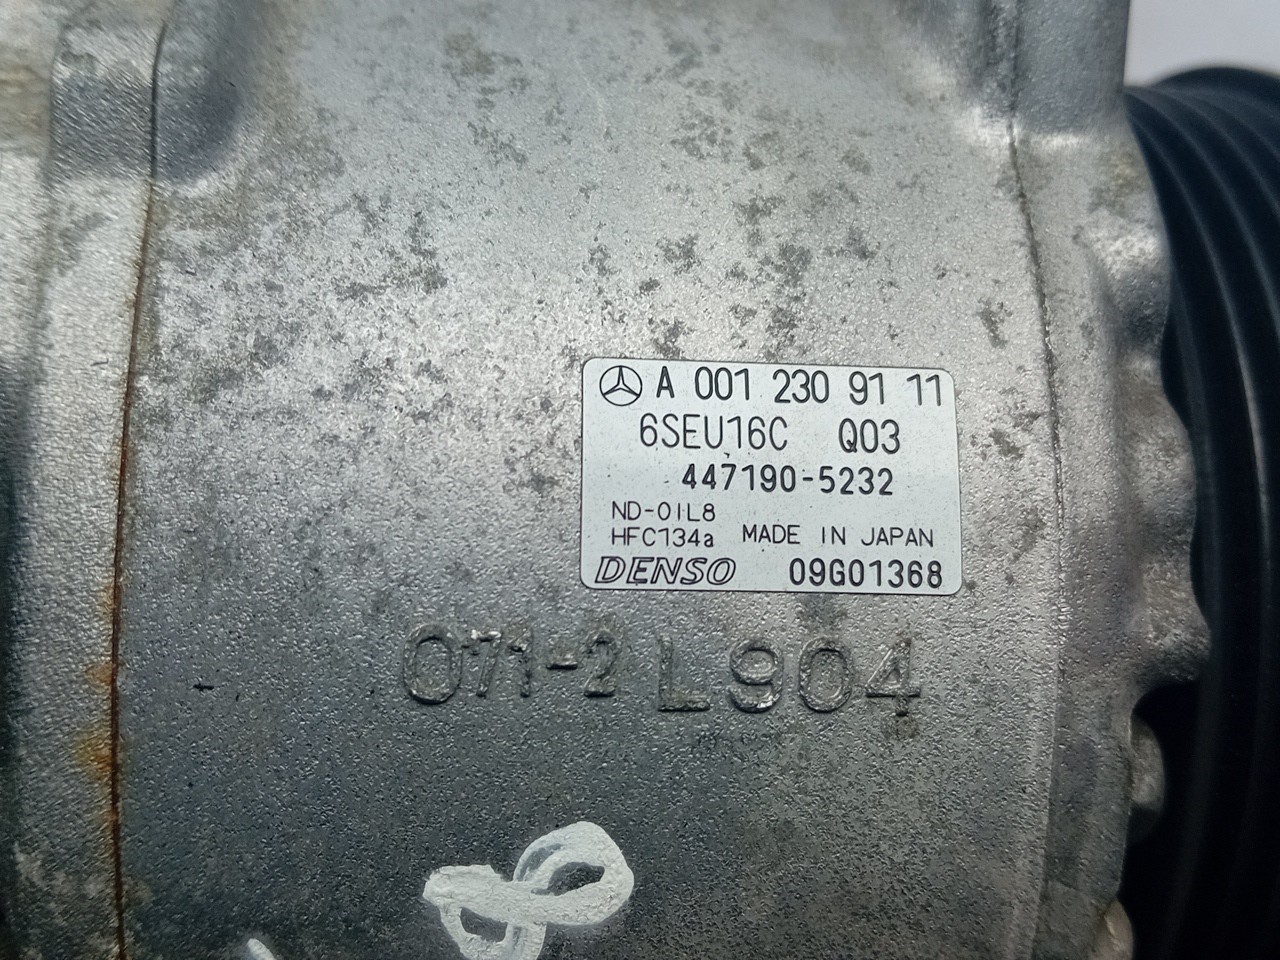 A 001 230 91 11
6SEU16C Q03
447190-5232
ND-OIL8
HFC134a MADE IN JAPAN
DENSO 09G01368
071-2 L904